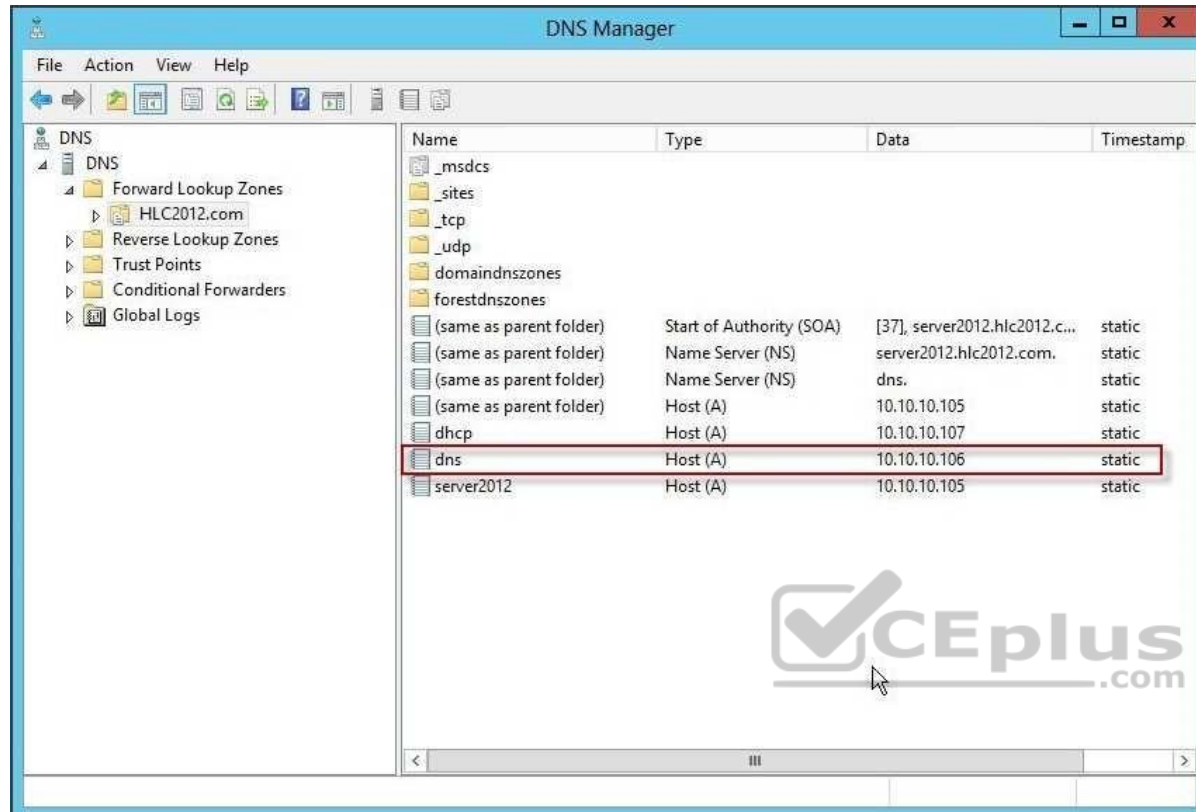 DNS Manager
File Action View Help
DNS
DNS
Forward Lookup Zones
HLC2012.com
Reverse Lookup Zones
Trust Points
Conditional Forwarders
Global Logs
Name Type Data Timestamp
_msdcs
_sites
_tcp
_udp
domaindnszones
forestdnszones
(same as parent folder) Start of Authority (SOA) [37], server2012.hlc2012.c... static
(same as parent folder) Name Server (NS) server2012.hlc2012.com. static
(same as parent folder) Name Server (NS) dns. static
(same as parent folder) Host (A) 10.10.10.105 static
dhcp Host (A) 10.10.10.107 static
dns Host (A) 10.10.10.106 static
server2012 Host (A) 10.10.10.105 static
CEplus
.com